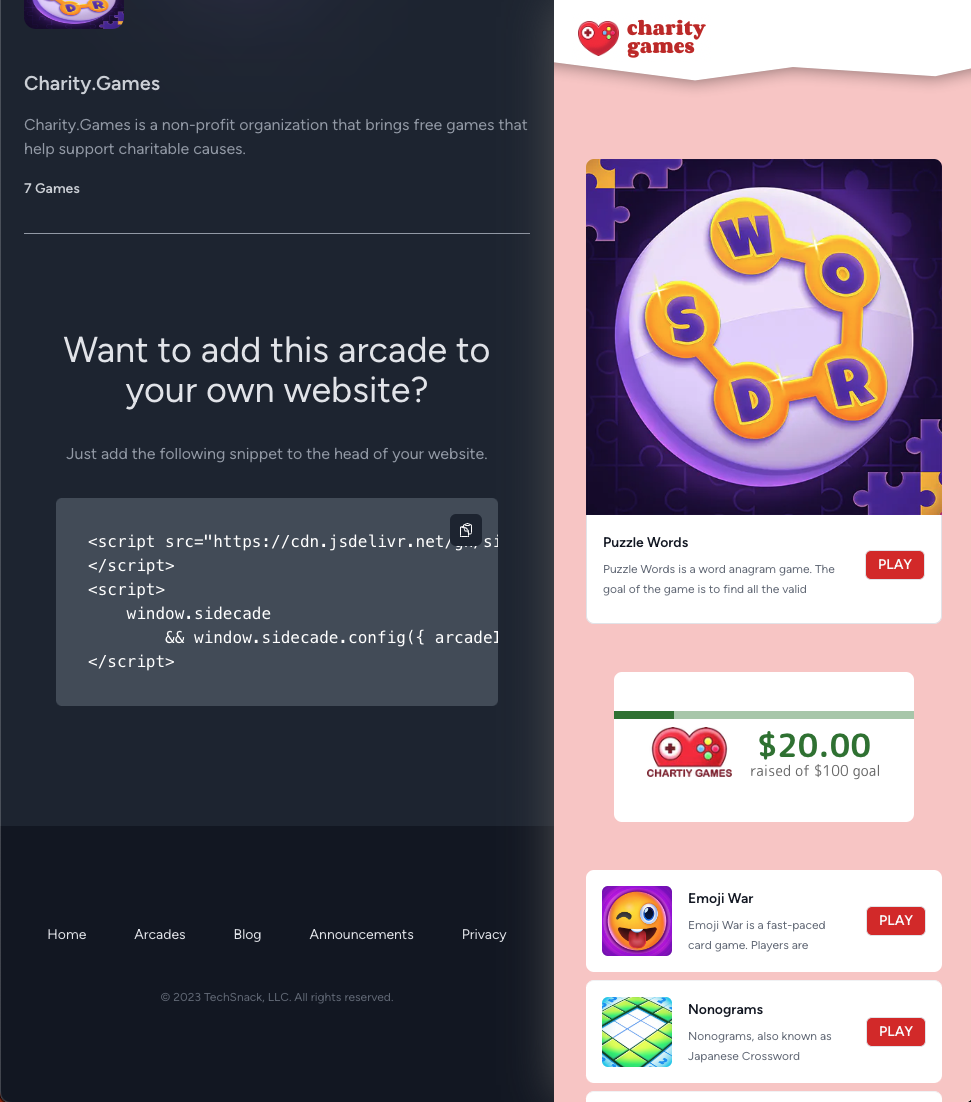 Charity.Games
Charity.Games is a non-profit organization that brings free games that
help support charitable causes.
7 Games
Want to add this arcade to
your own website?
Just add the following snippet to the head of your website.
<script src="https://cdn.jsdelivr.net/gh/si
</script>
<script>
    window.sidecade
        && window.sidecade.config({ arcadeI
</script>
Home
Arcades
Blog
Announcements
Privacy
© 2023 TechSnack, LLC. All rights reserved.
charity
games
W
O
R
D
S
Puzzle Words
Puzzle Words is a word anagram game. The
goal of the game is to find all the valid
PLAY
$20.00
raised of $100 goal
CHARTIY GAMES
Emoji War
Emoji War is a fast-paced
card game. Players are
PLAY
Nonograms
Nonograms, also known as
Japanese Crossword
PLAY